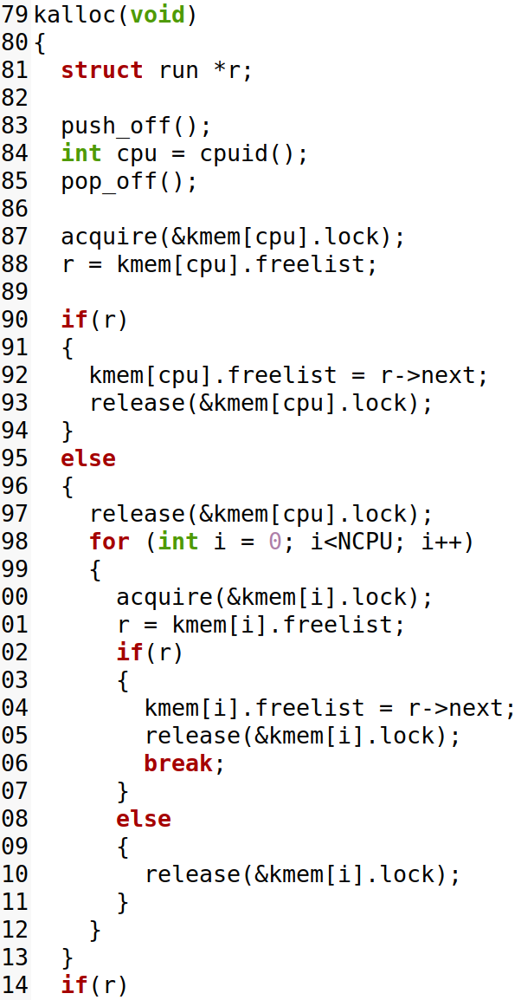 79 kalloc(void)
80 {
81   struct run *r;
82
83   push_off();
84   int cpu = cpuid();
85   pop_off();
86
87   acquire(&kmem[cpu].lock);
88   r = kmem[cpu].freelist;
89
90   if(r)
91   {
92     kmem[cpu].freelist = r->next;
93     release(&kmem[cpu].lock);
94   }
95   else
96   {
97     release(&kmem[cpu].lock);
98     for (int i = 0; i<NCPU; i++)
99     {
00       acquire(&kmem[i].lock);
01       r = kmem[i].freelist;
02       if(r)
03       {
04         kmem[i].freelist = r->next;
05         release(&kmem[i].lock);
06         break;
07       }
08       else
09       {
10         release(&kmem[i].lock);
11       }
12     }
13   }
14   if(r)